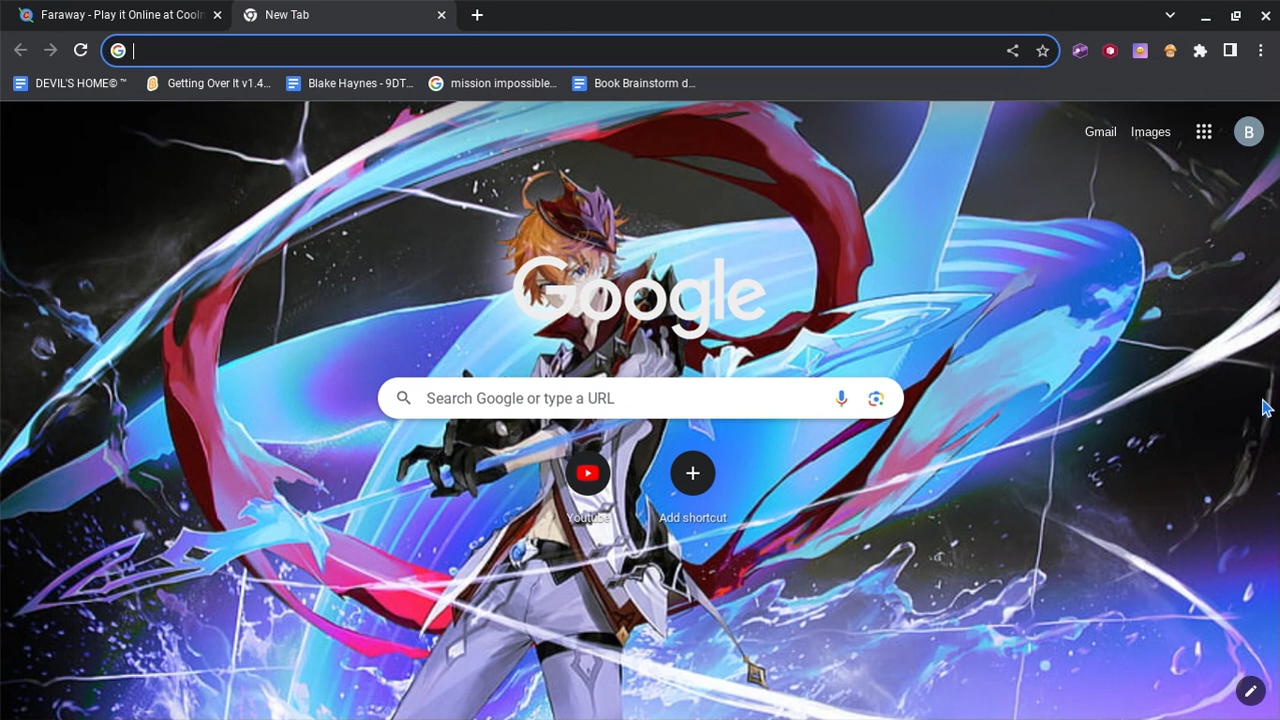 Faraway - Play it Online at Coolm
New Tab
DEVIL'S HOME© ™
Getting Over It v1.4...
Blake Haynes - 9DT...
mission impossible...
Book Brainstorm d...
Gmail
Images
B
Google
Search Google or type a URL
Youtube
Add shortcut